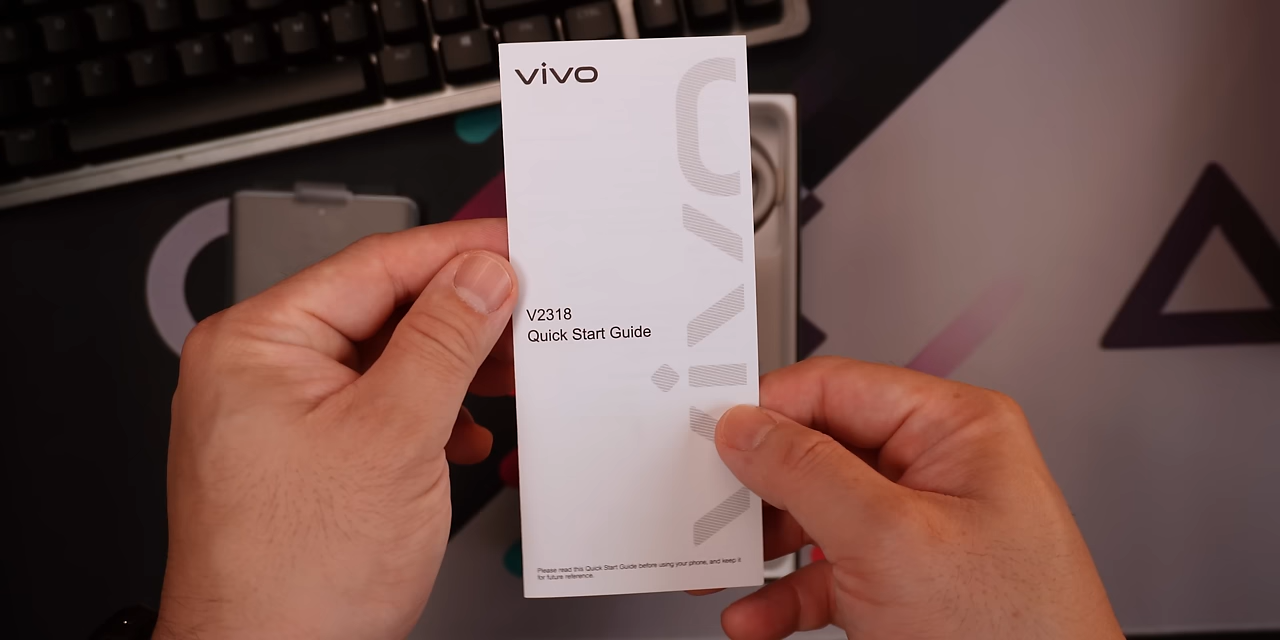 vivo
vivo
V2318
Quick Start Guide
Please read this Quick Start Guide before using your phone, and keep it
for future reference.